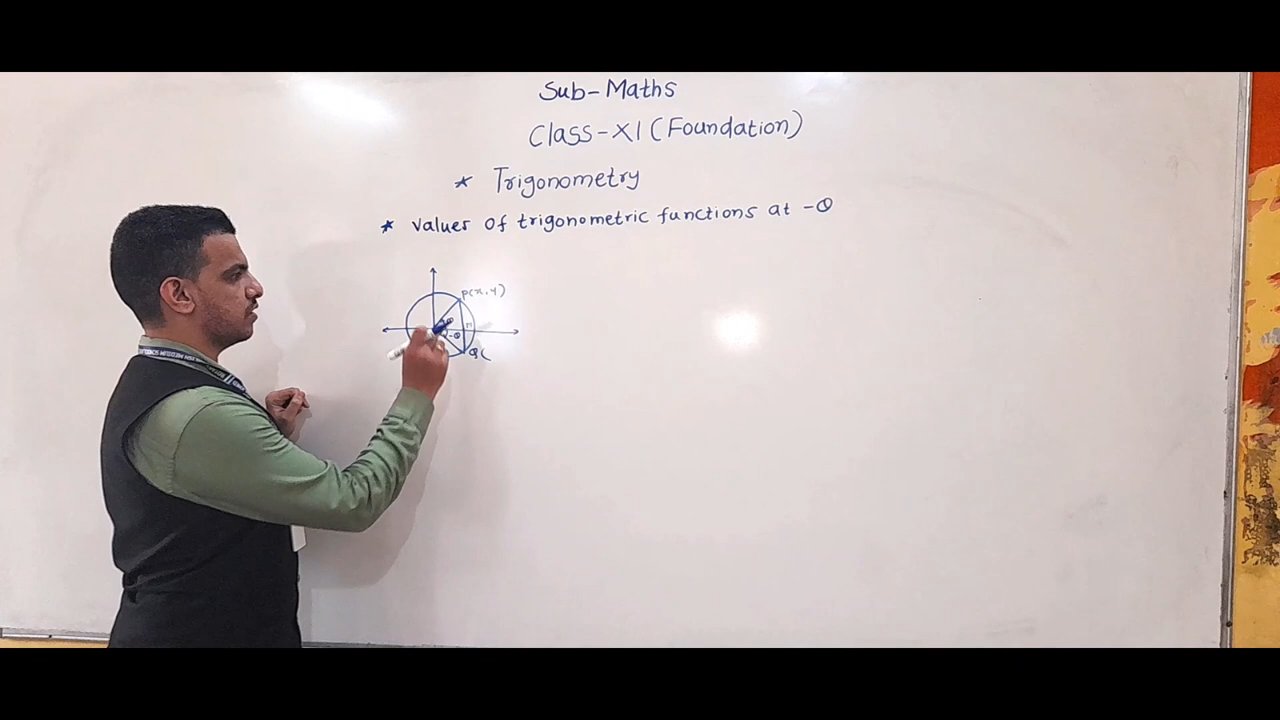 Sub-Maths
Class-XI (Foundation)
* Trigonometry
* values of trigonometric functions at -θ
P(x, y)
θ
-θ
Q(